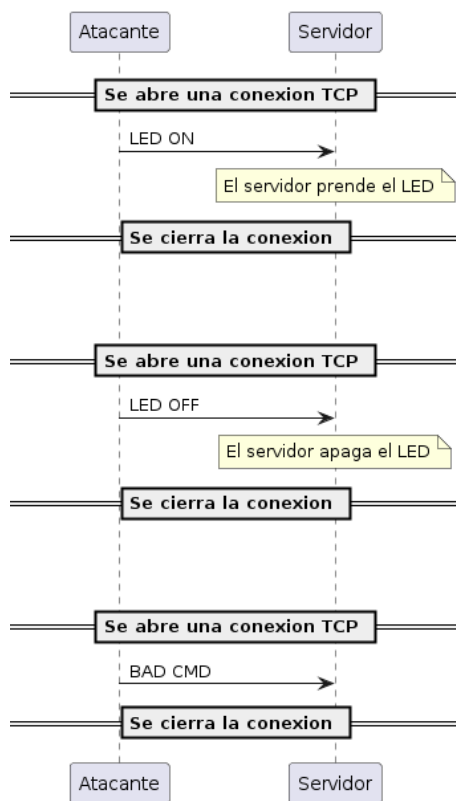 Atacante Servidor
Se abre una conexion TCP
LED ON
El servidor prende el LED
Se cierra la conexion
Se abre una conexion TCP
LED OFF
El servidor apaga el LED
Se cierra la conexion
Se abre una conexion TCP
BAD CMD
Se cierra la conexion
Atacante Servidor